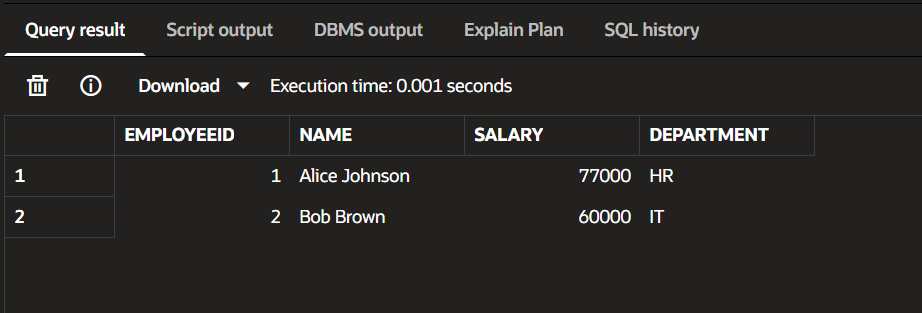 Query result Script output DBMS output Explain Plan SQL history
Download Execution time: 0.001 seconds
EMPLOYEEID NAME SALARY DEPARTMENT
1 1 Alice Johnson 77000 HR
2 2 Bob Brown 60000 IT